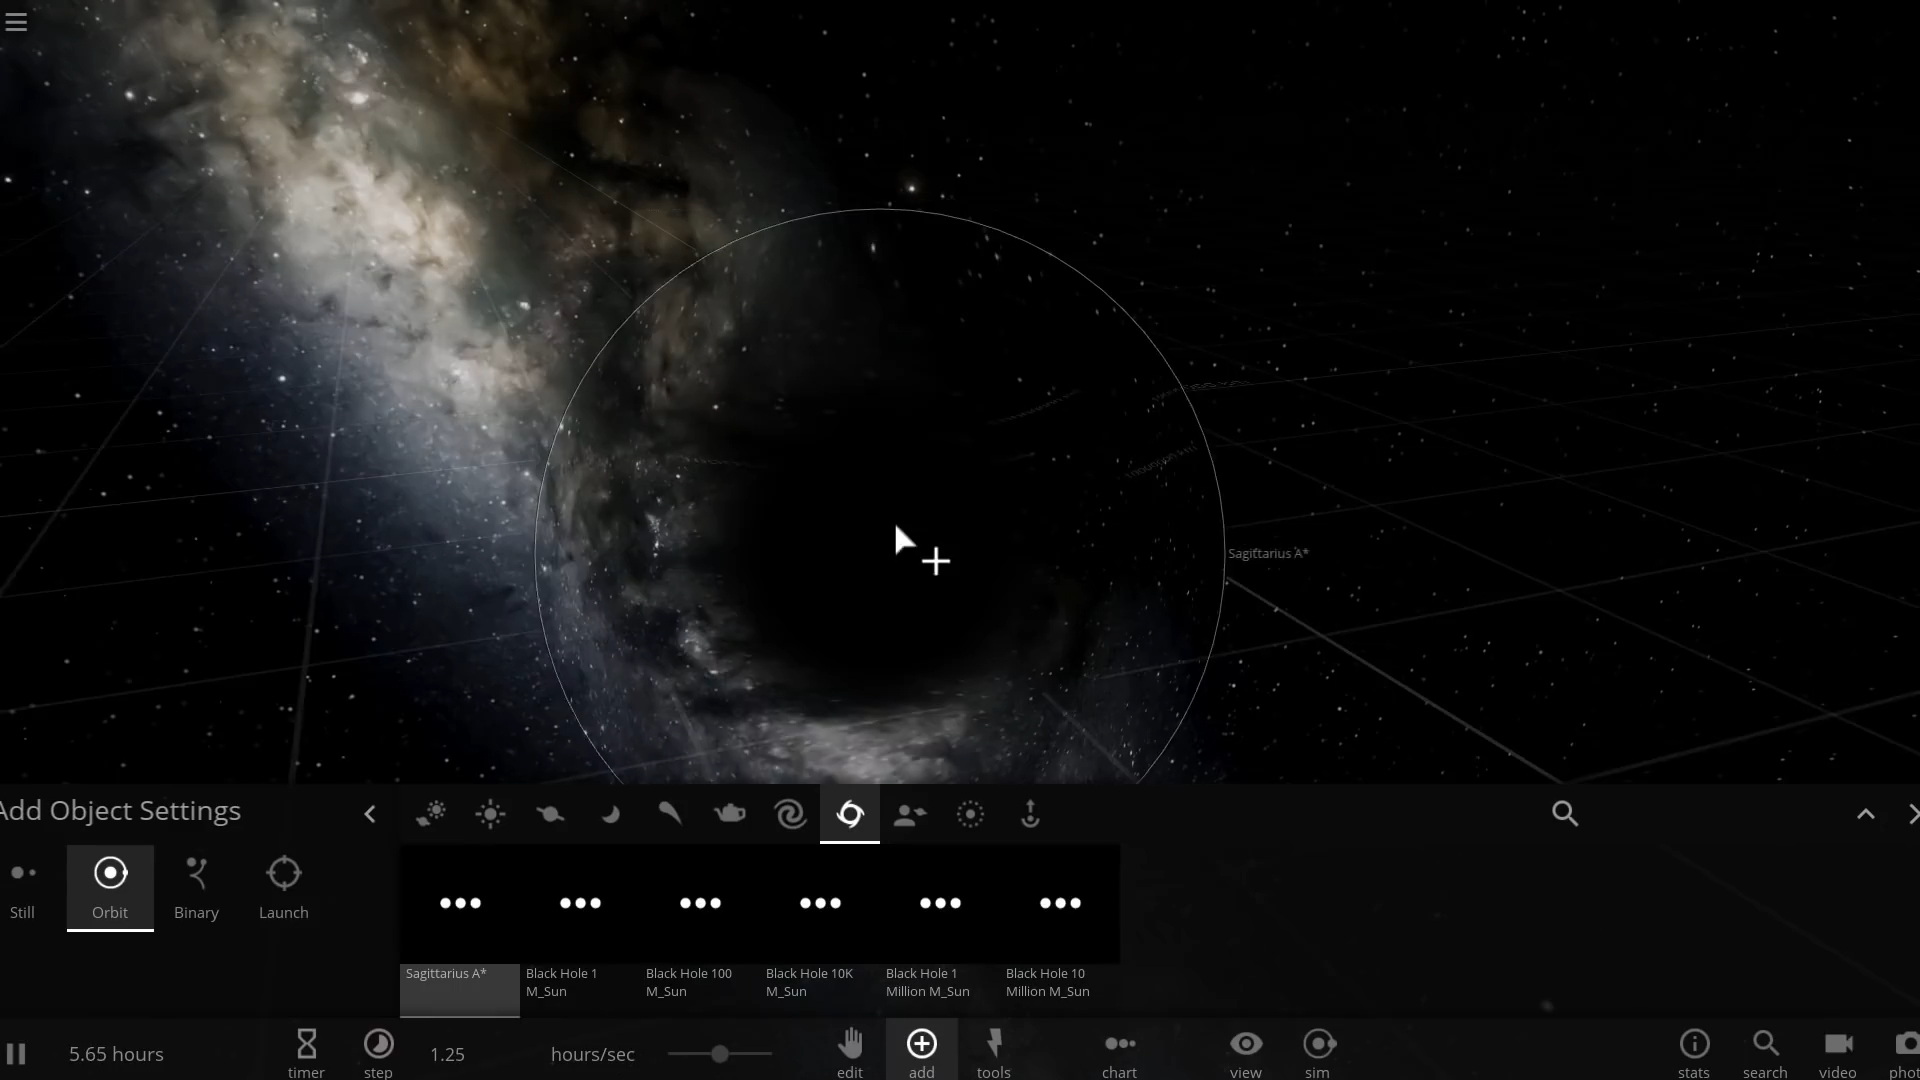 Sagittarius A*
Add Object Settings
Still
Orbit
Binary
Launch
Sagittarius A*
Black Hole 1
M_Sun
Black Hole 100
M_Sun
Black Hole 10K
M_Sun
Black Hole 1
Million M_Sun
Black Hole 10
Million M_Sun
5.65 hours
timer
step
1.25
hours/sec
edit
add
tools
chart
view
sim
stats
search
video
phot